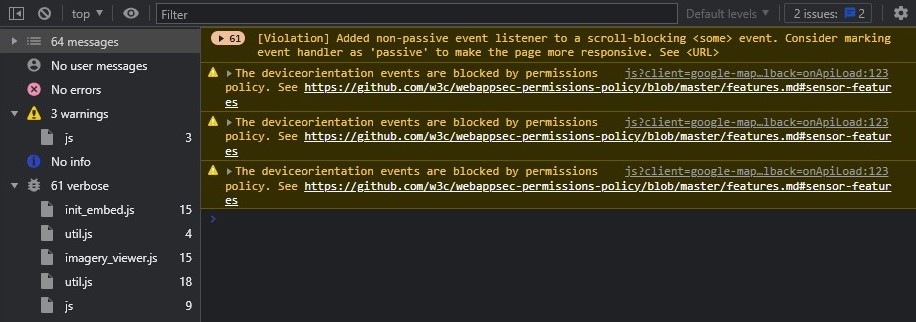 top ▼ Filter Default levels ▼ 2 issues: 2
64 messages
No user messages
No errors
3 warnings
js 3
No info
61 verbose
init_embed.js 15
util.js 4
imagery_viewer.js 15
util.js 18
js 9
61 [Violation] Added non-passive event listener to a scroll-blocking <some> event. Consider marking
event handler as 'passive' to make the page more responsive. See <URL>
The deviceorientation events are blocked by permissions js?client=google-map…lback=onApiLoad:123
policy. See https://github.com/w3c/webappsec-permissions-policy/blob/master/features.md#sensor-featur
es
The deviceorientation events are blocked by permissions js?client=google-map…lback=onApiLoad:123
policy. See https://github.com/w3c/webappsec-permissions-policy/blob/master/features.md#sensor-featur
es
The deviceorientation events are blocked by permissions js?client=google-map…lback=onApiLoad:123
policy. See https://github.com/w3c/webappsec-permissions-policy/blob/master/features.md#sensor-featur
es